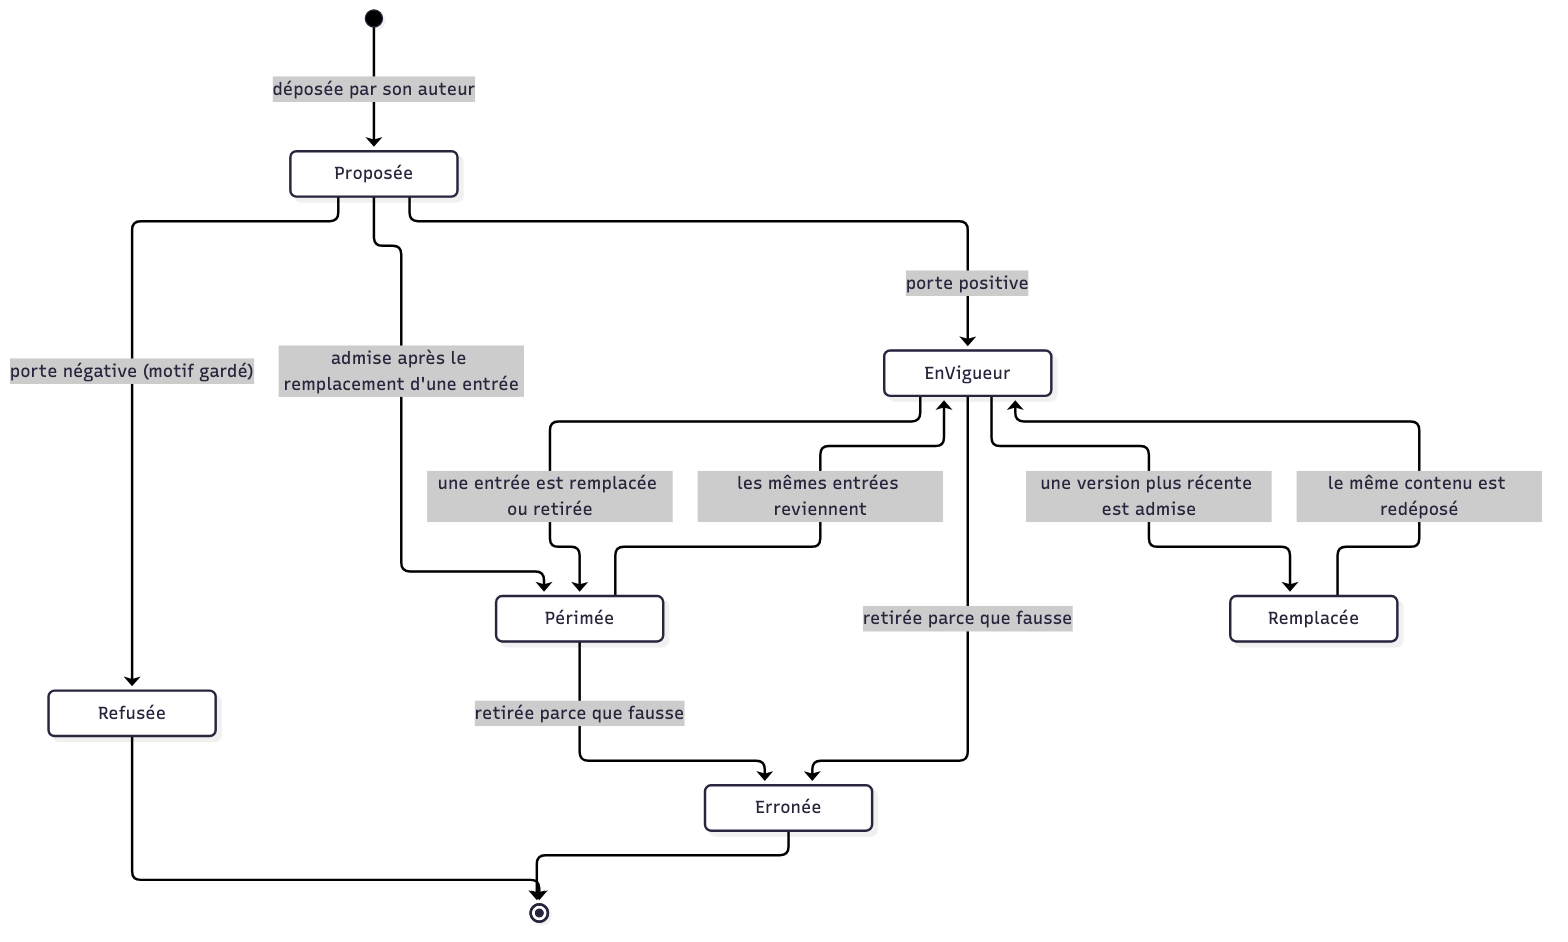 déposée par son auteur
Proposée
porte positive
porte négative (motif gardé)
admise après le
remplacement d'une entrée
EnVigueur
une entrée est remplacée
ou retirée
les mêmes entrées
reviennent
une version plus récente
est admise
le même contenu est
redéposé
Périmée
retirée parce que fausse
Remplacée
Refusée
retirée parce que fausse
Erronée